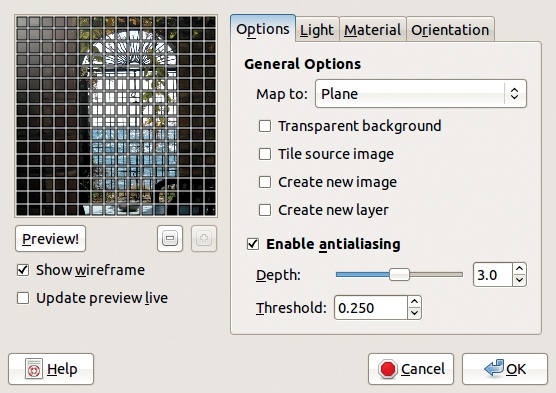 Options Light Material Orientation
General Options
Map to: Plane
Transparent background
Tile source image
Create new image
Create new layer
Preview!
Enable antialiasing
Show wireframe
Depth: 3.0
Update preview live
Threshold: 0.250
Help Cancel OK